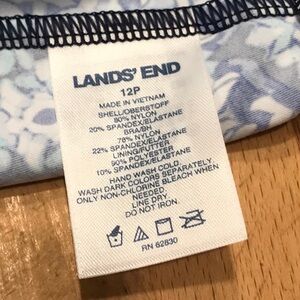 LANDS' END
12P
MADE IN VIETNAM
SHELL/OBERSTOFF
80% NYLON
20% SPANDEX/ELASTANE
BRA/BH
78% NYLON
22% SPANDEX/ELASTANE
LINING/FUTTER
90% POLYESTER
10% SPANDEX/ELASTANE
HAND WASH COLD.
WASH DARK COLORS SEPARATELY
ONLY NON-CHLORINE BLEACH WHEN
LINE DRY.
DO NOT IRON.
RN 62830